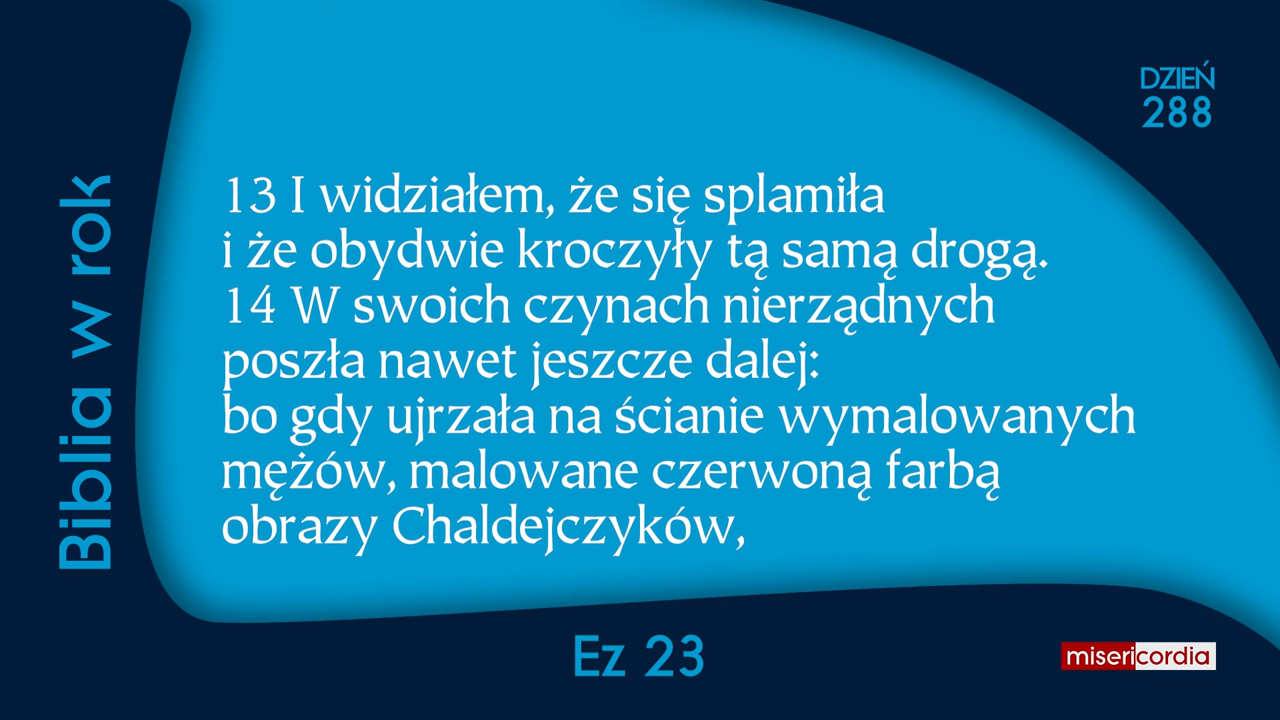 DZIEŃ
288
Biblia w rok
13 I widziałem, że się splamiła
i że obydwie kroczyły tą samą drogą.
14 W swoich czynach nierządnych
poszła nawet jeszcze dalej:
bo gdy ujrzała na ścianie wymalowanych
mężów, malowane czerwoną farbą
obrazy Chaldejczyków,
Ez 23
misericordia